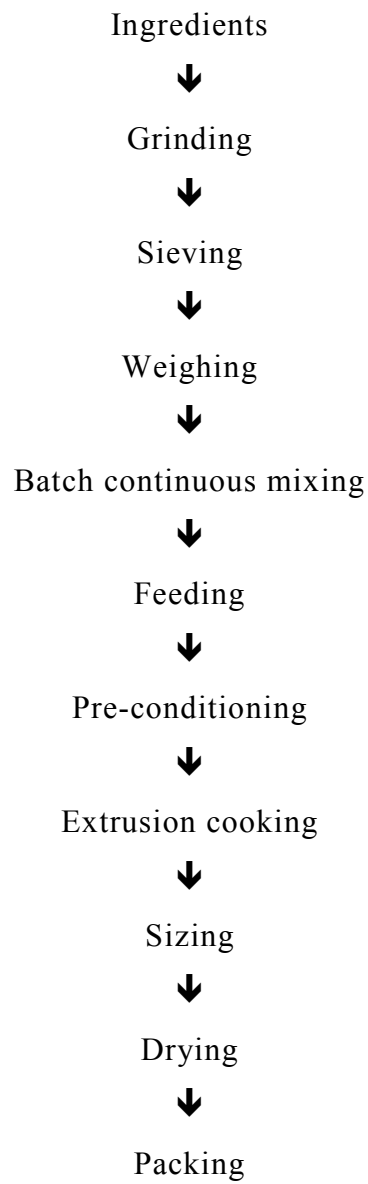 Ingredients
🡻
Grinding
🡻
Sieving
🡻
Weighing
🡻
Batch continuous mixing
🡻
Feeding
🡻
Pre-conditioning
🡻
Extrusion cooking
🡻
Sizing
🡻
Drying
🡻
Packing